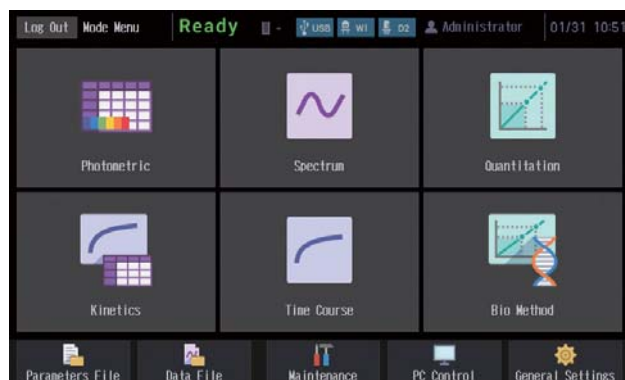 Log Out Mode Menu Ready - USB WI D2 Administrator 01/31 10:51
Photometric Spectrum Quantitation
Kinetics Time Course Bio Method
Parameters File Data File Maintenance PC Control General Settings